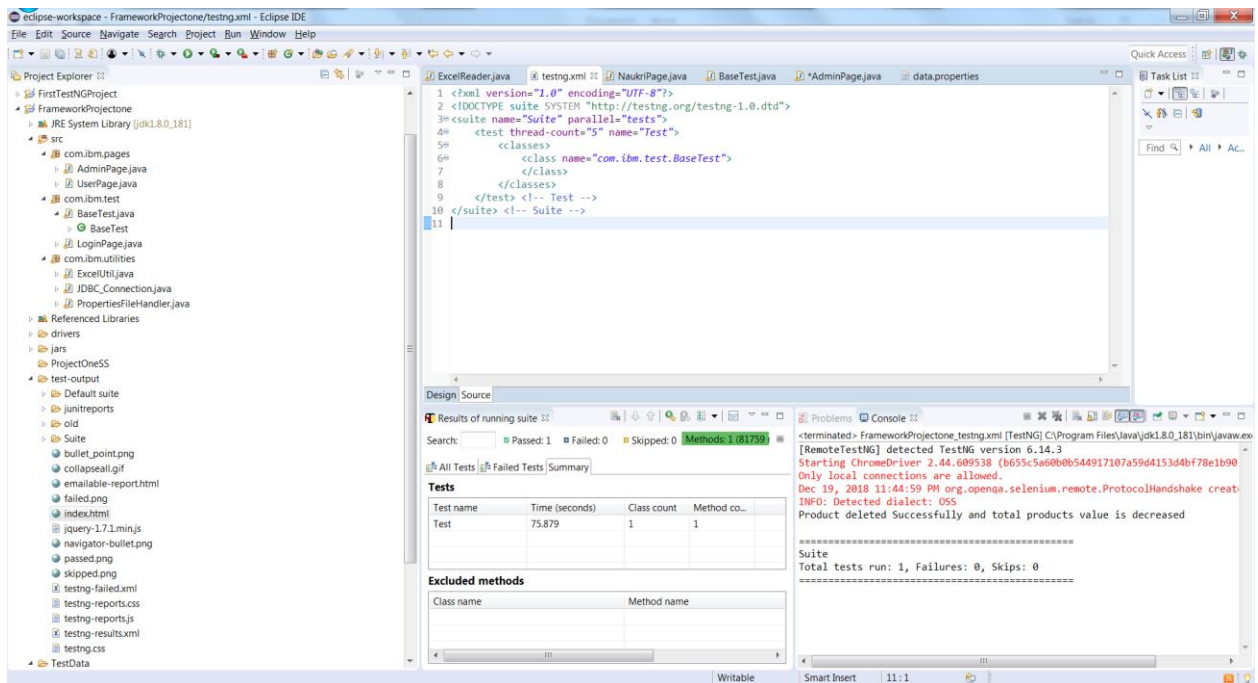 eclipse-workspace - FrameworkProjectone/testng.xml - Eclipse IDE
File Edit Source Navigate Search Project Run Window Help
Quick Access
Project Explorer
FirstTestNGProject
FrameworkProjectone
JRE System Library [jdk1.8.0_181]
src
com.ibm.pages
AdminPage.java
UserPage.java
com.ibm.test
BaseTest.java
BaseTest
LoginPage.java
com.ibm.utilities
ExcelUtil.java
JDBC_Connection.java
PropertiesFileHandler.java
Referenced Libraries
drivers
jars
ProjectOneSS
test-output
Default suite
junitreports
old
Suite
bullet_point.png
collapseall.gif
emailable-report.html
failed.png
index.html
jquery-1.7.1.min.js
navigator-bullet.png
passed.png
skipped.png
testng-failed.xml
testng-reports.css
testng-reports.js
testng-results.xml
testng.css
TestData
ExcelReader.java testng.xml NaukriPage.java BaseTest.java *AdminPage.java data.properties
1 <?xml version="1.0" encoding="UTF-8"?>
2 <!DOCTYPE suite SYSTEM "http://testng.org/testng-1.0.dtd">
3 <suite name="Suite" parallel="tests">
4 <test thread-count="5" name="Test">
5 <classes>
6 <class name="com.ibm.test.BaseTest">
7 </class>
8 </classes>
9 </test> <!-- Test -->
10 </suite> <!-- Suite -->
11
Design Source
Task List
Find All Ac...
Results of running suite
Search: Passed: 1 Failed: 0 Skipped: 0 Methods: 1 (81759
All Tests Failed Tests Summary
Tests
Test name Time (seconds) Class count Method co...
Test 75.879 1 1
Excluded methods
Class name Method name
Problems Console
<terminated> FrameworkProjectone_testng.xml [TestNG] C:\Program Files\Java\jdk1.8.0_181\bin\javaw.ex
[RemoteTestNG] detected TestNG version 6.14.3
Starting ChromeDriver 2.44.609538 (b655c5a60b0b544917107a59d4153d4bf78e1b90
Only local connections are allowed.
Dec 19, 2018 11:44:59 PM org.openqa.selenium.remote.ProtocolHandshake creat
INFO: Detected dialect: OSS
Product deleted Successfully and total products value is decreased
===============================================
Suite
Total tests run: 1, Failures: 0, Skips: 0
===============================================
Writable Smart Insert 11 : 1